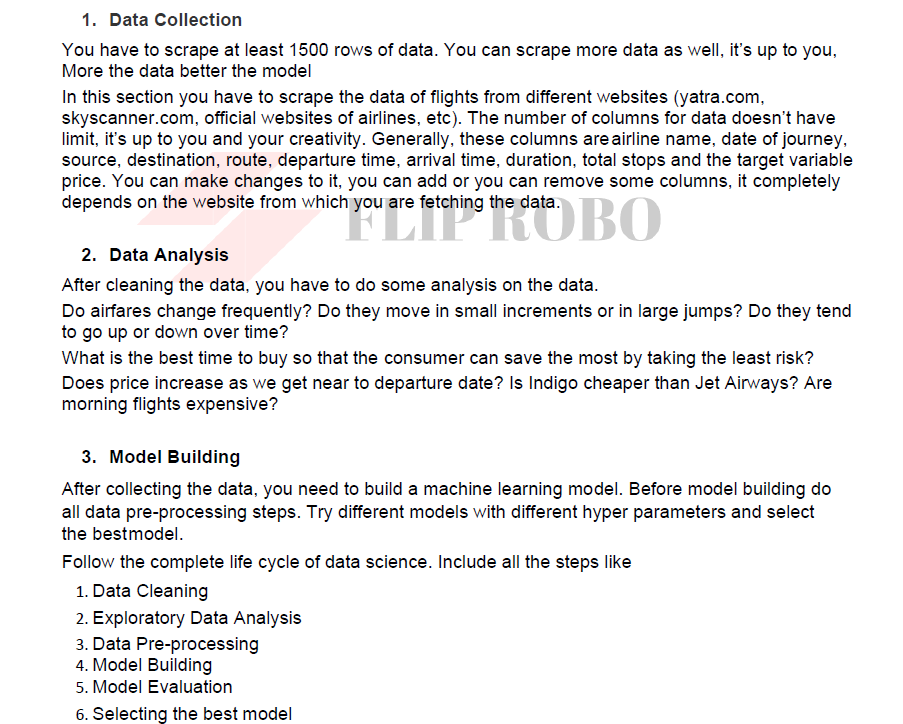 1. Data Collection
You have to scrape at least 1500 rows of data. You can scrape more data as well, it's up to you,
More the data better the model
In this section you have to scrape the data of flights from different websites (yatra.com,
skyscanner.com, official websites of airlines, etc). The number of columns for data doesn't have
limit, it's up to you and your creativity. Generally, these columns areairline name, date of journey,
source, destination, route, departure time, arrival time, duration, total stops and the target variable
price. You can make changes to it, you can add or you can remove some columns, it completely
depends on the website from which you are fetching the data.
FLIP ROBO
2. Data Analysis
After cleaning the data, you have to do some analysis on the data.
Do airfares change frequently? Do they move in small increments or in large jumps? Do they tend
to go up or down over time?
What is the best time to buy so that the consumer can save the most by taking the least risk?
Does price increase as we get near to departure date? Is Indigo cheaper than Jet Airways? Are
morning flights expensive?
3. Model Building
After collecting the data, you need to build a machine learning model. Before model building do
all data pre-processing steps. Try different models with different hyper parameters and select
the bestmodel.
Follow the complete life cycle of data science. Include all the steps like
1. Data Cleaning
2. Exploratory Data Analysis
3. Data Pre-processing
4. Model Building
5. Model Evaluation
6. Selecting the best model